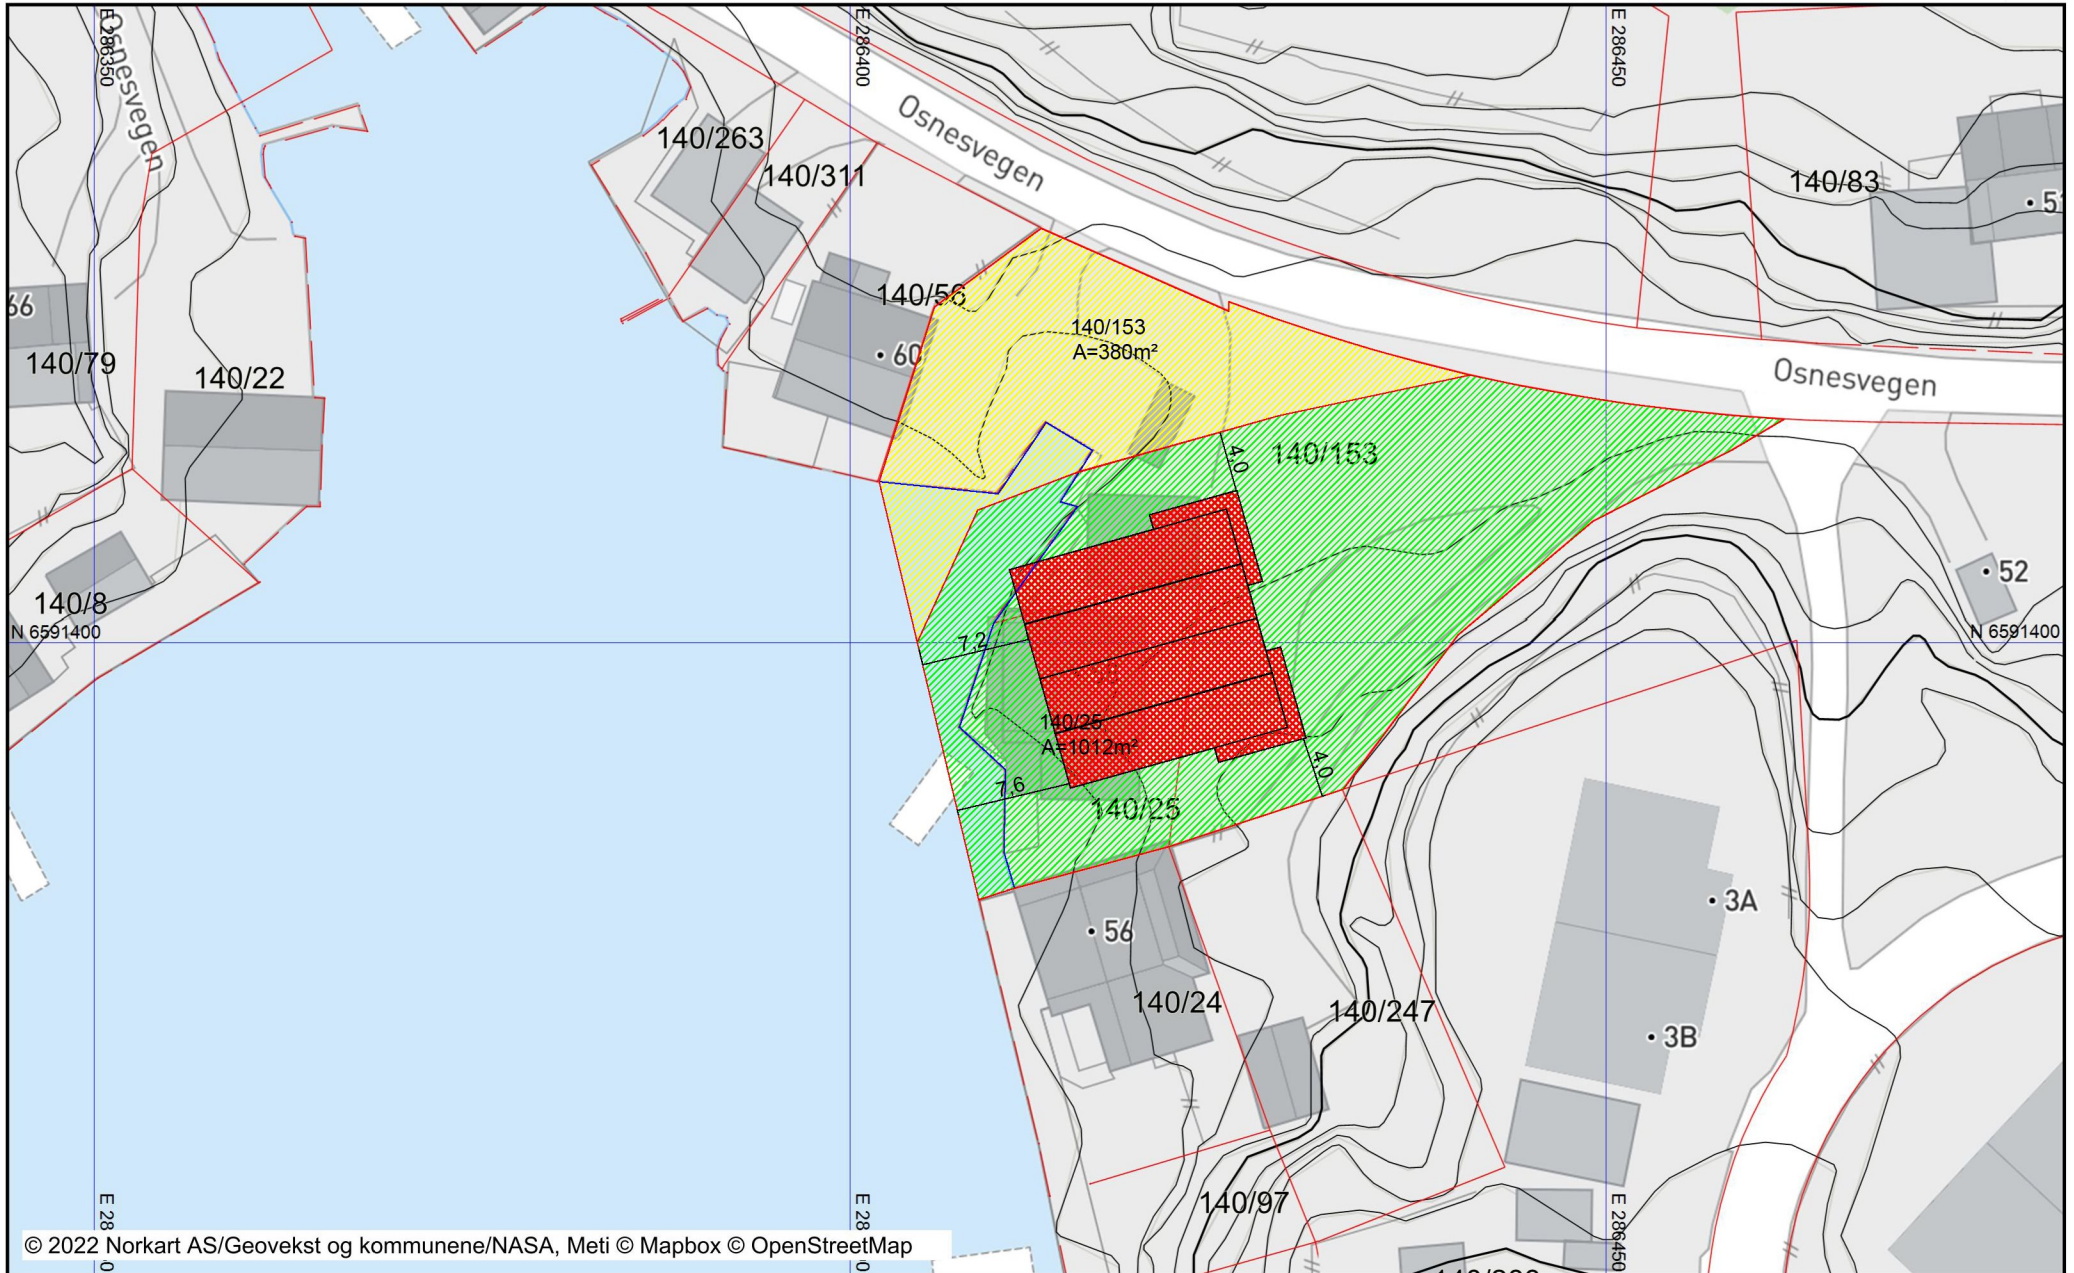 E 286350
E 286400
E 286450
Osnesvegen
Osnesvegen
140/263
140/311
140/83
140/56
66
140/79
140/22
60
140/153
A=380m²
Osnesvegen
140/153
4,0
52
140/8
N 6591400
N 6591400
7,2
140/25
A=1012m²
4,0
7,6
140/25
3A
56
140/24
140/247
3B
140/97
E 286450
© 2022 Norkart AS/Geovekst og kommunene/NASA, Meti © Mapbox © OpenStreetMap